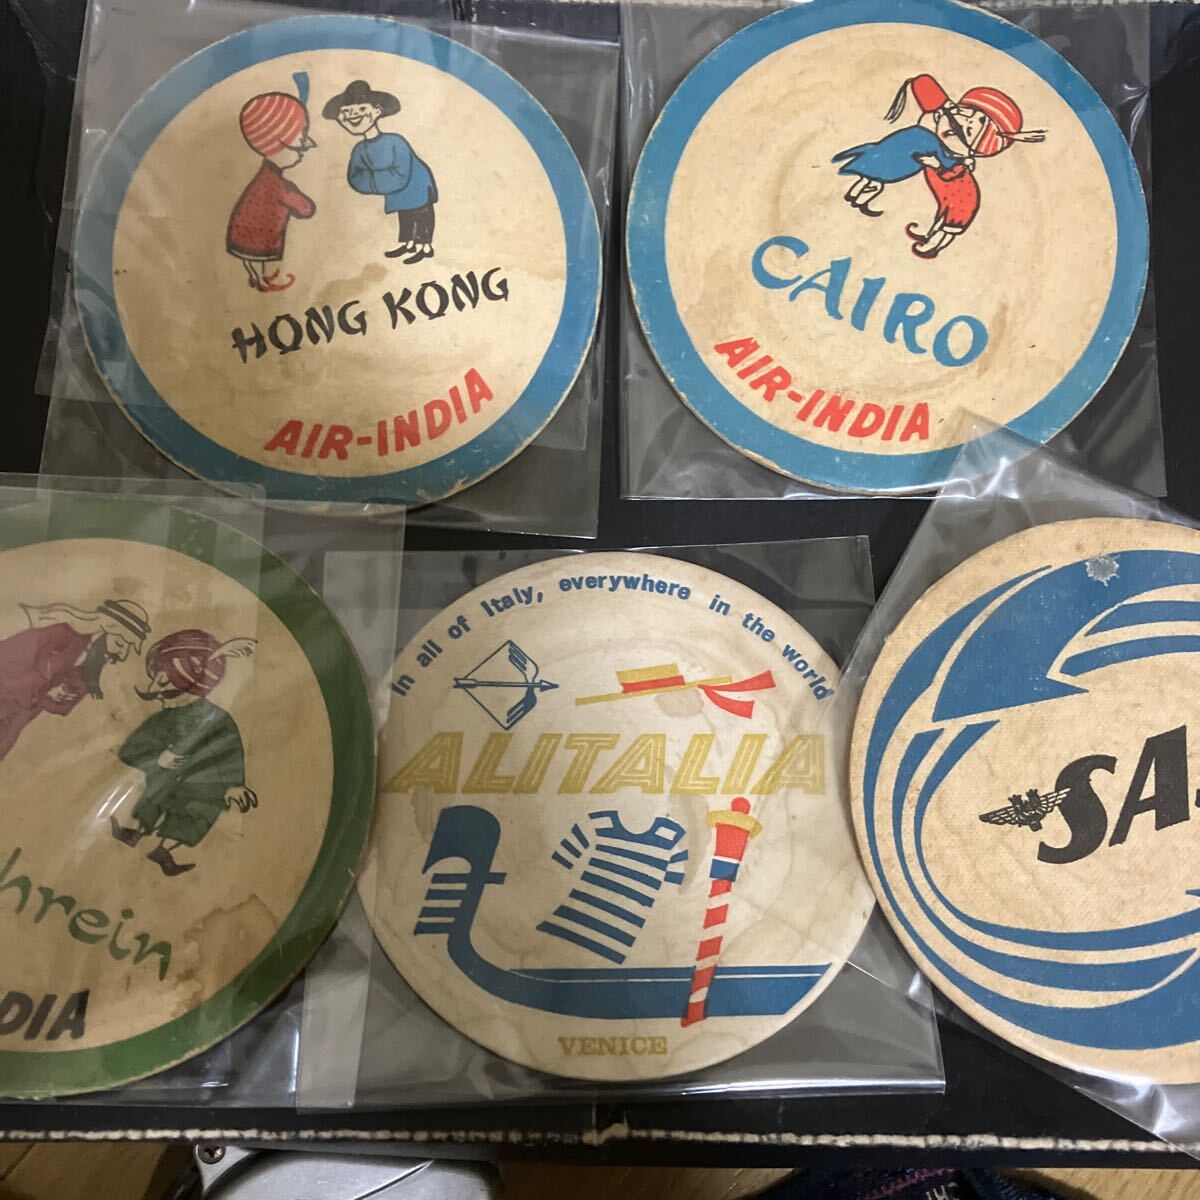 HONG KONG
AIR-INDIA
CAIRO
AIR-INDIA
hrein
DIA
In all of Italy, everywhere in the world
ALITALIA
VENICE
SA